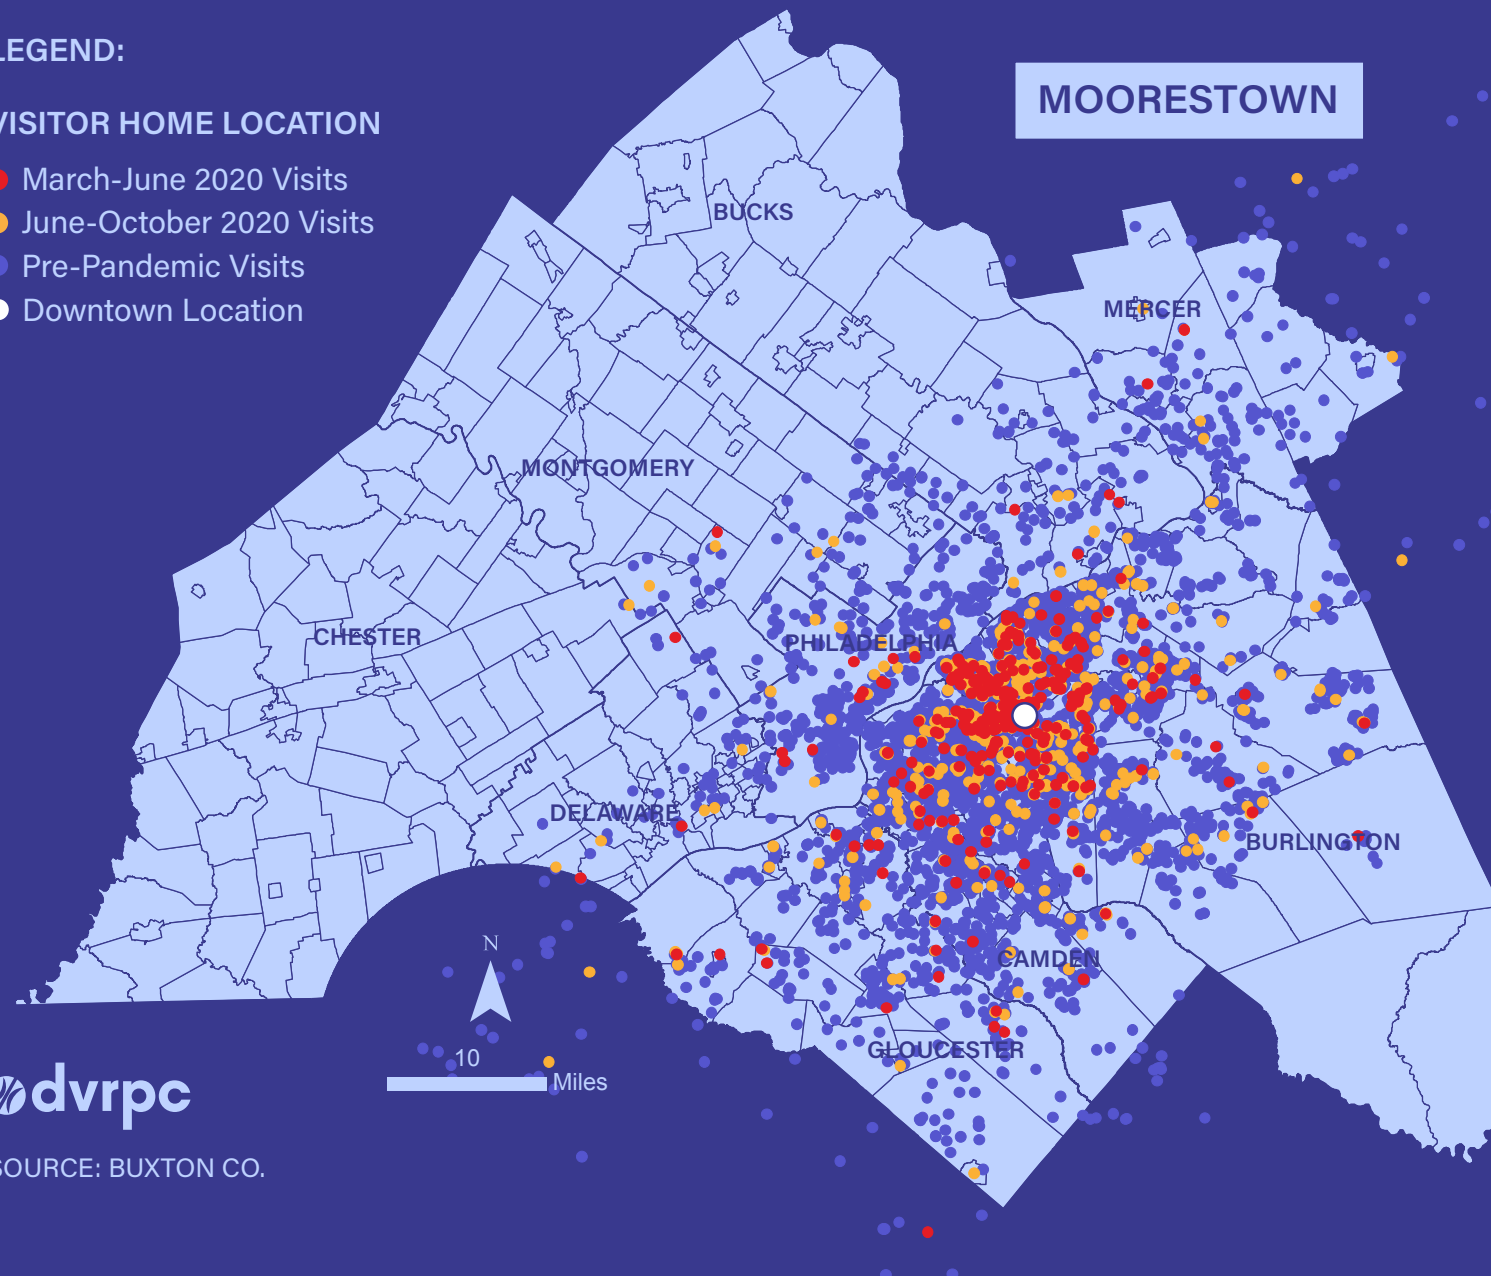 LEGEND:
VISITOR HOME LOCATION
March-June 2020 Visits
June-October 2020 Visits
Pre-Pandemic Visits
Downtown Location
MOORESTOWN
BUCKS
MERCER
MONTGOMERY
CHESTER
PHILADELPHIA
DELAWARE
BURLINGTON
CAMDEN
GLOUCESTER
N
10
Miles
dvrpc
SOURCE: BUXTON CO.